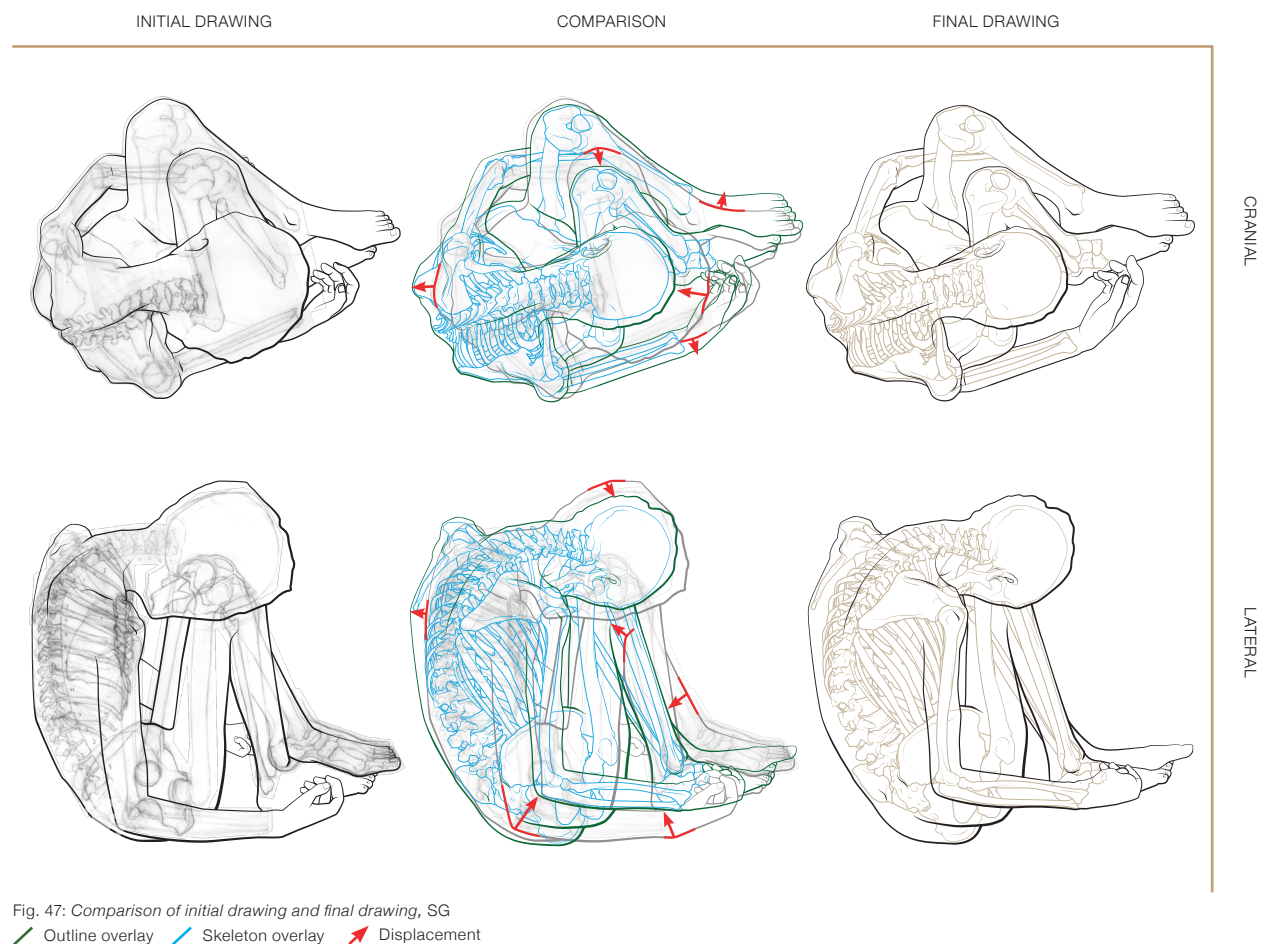 INITIAL DRAWING COMPARISON FINAL DRAWING
CRANIAL
LATERAL
Fig. 47: Comparison of initial drawing and final drawing, SG
Outline overlay Skeleton overlay Displacement